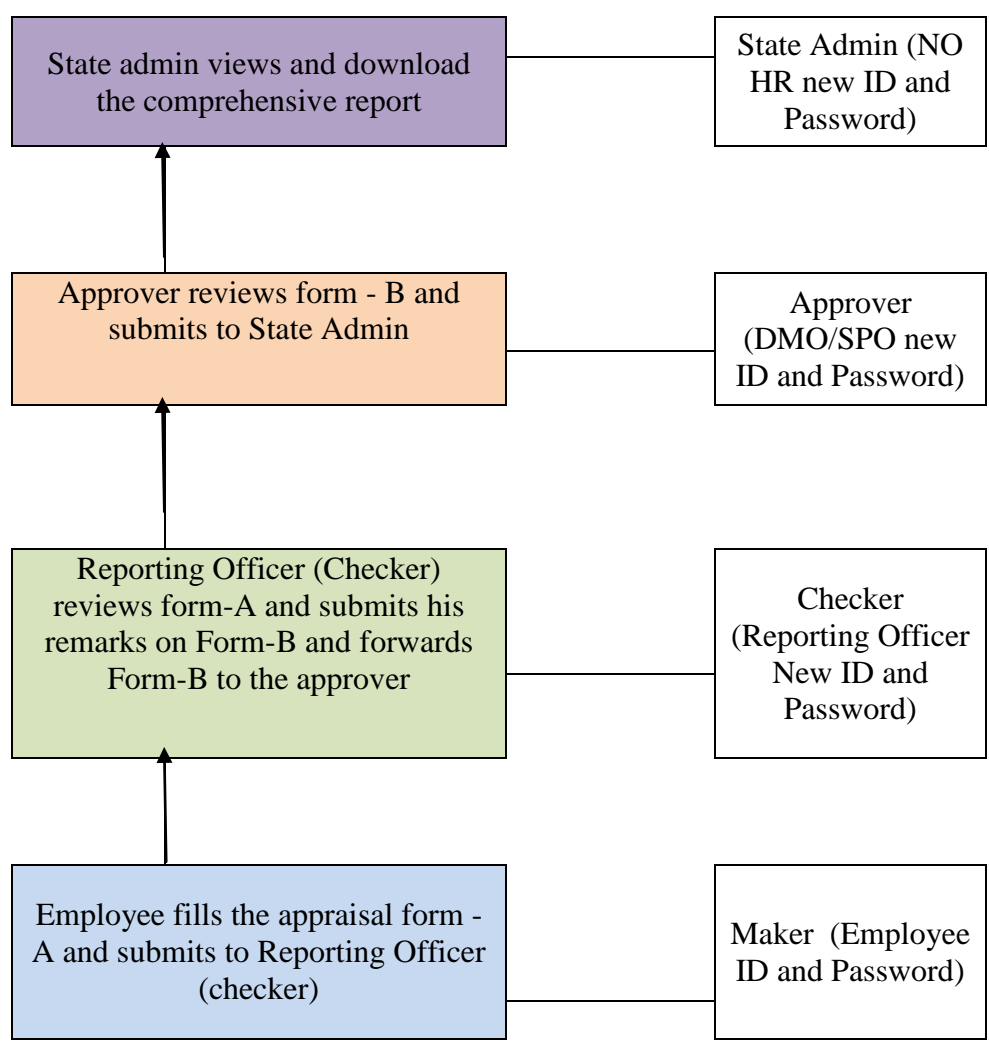 State admin views and download
the comprehensive report
State Admin (NO
HR new ID and
Password)
Approver reviews form - B and
submits to State Admin
Approver
(DMO/SPO new
ID and Password)
Reporting Officer (Checker)
reviews form-A and submits his
remarks on Form-B and forwards
Form-B to the approver
Checker
(Reporting Officer
New ID and
Password)
Employee fills the appraisal form -
A and submits to Reporting Officer
(checker)
Maker (Employee
ID and Password)